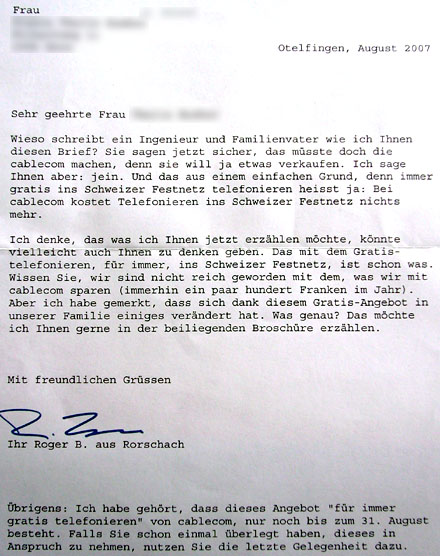 Frau
Otelfingen, August 2007
Sehr geehrte Frau
Wieso schreibt ein Ingenieur und Familienvater wie ich Ihnen
diesen Brief? Sie sagen jetzt sicher, das müsste doch die
cablecom machen, denn sie will ja etwas verkaufen. Ich sage
Ihnen aber: jein. Und das aus einem einfachen Grund, denn immer
gratis ins Schweizer Festnetz telefonieren heisst ja: Bei
cablecom kostet Telefonieren ins Schweizer Festnetz nichts
mehr.
Ich denke, das was ich Ihnen jetzt erzählen möchte, könnte
vielleicht auch Ihnen zu denken geben. Das mit dem Gratis-
telefonieren, für immer, ins Schweizer Festnetz, ist schon was.
Wissen Sie, wir sind nicht reich geworden mit dem, was wir mit
cablecom sparen (immerhin ein paar hundert Franken im Jahr).
Aber ich habe gemerkt, dass sich dank diesem Gratis-Angebot in
unserer Familie einiges verändert hat. Was genau? Das möchte
ich Ihnen gerne in der beiliegenden Broschüre erzählen.
Mit freundlichen Grüssen
Ihr Roger B. aus Rorschach
Übrigens: Ich habe gehört, dass dieses Angebot "für immer
gratis telefonieren" von cablecom, nur noch bis zum 31. August
besteht. Falls Sie schon einmal überlegt haben, dieses in
Anspruch zu nehmen, nutzen Sie die letzte Gelegenheit dazu.